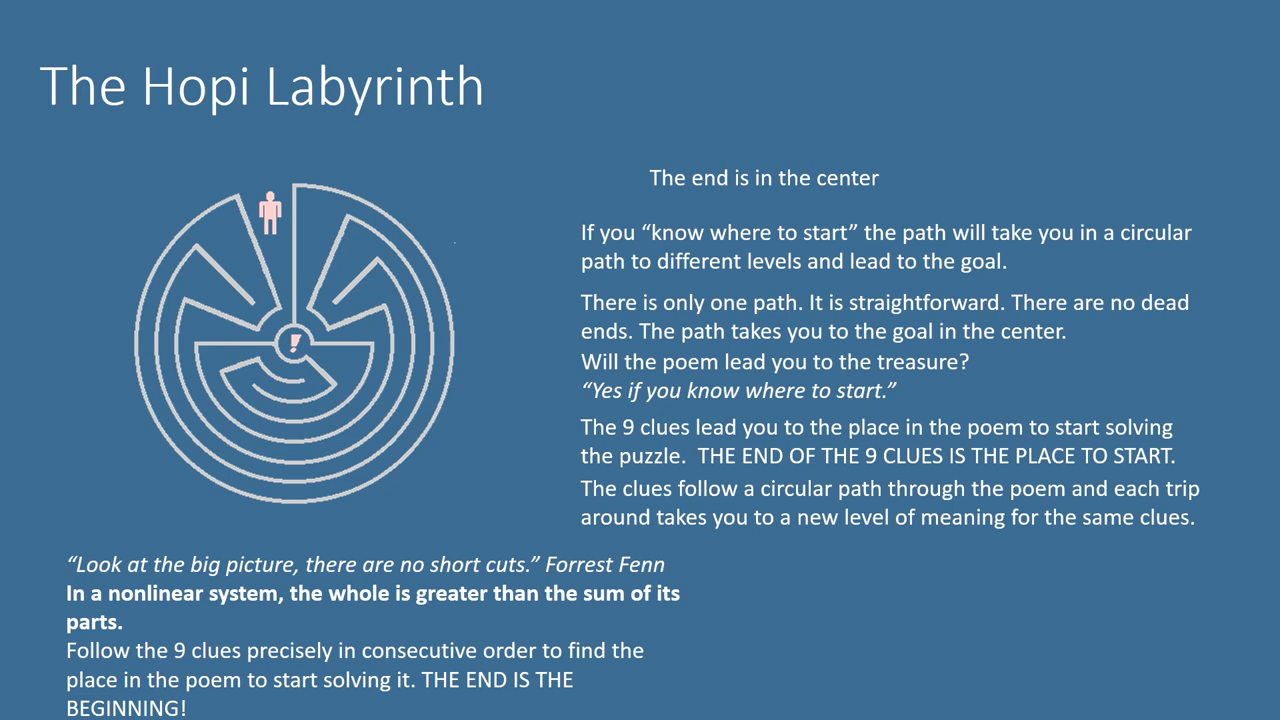 The Hopi Labyrinth
The end is in the center
If you “know where to start” the path will take you in a circular
path to different levels and lead to the goal.
There is only one path. It is straightforward. There are no dead
ends. The path takes you to the goal in the center.
Will the poem lead you to the treasure?
“Yes if you know where to start.”
The 9 clues lead you to the place in the poem to start solving
the puzzle.  THE END OF THE 9 CLUES IS THE PLACE TO START.
The clues follow a circular path through the poem and each trip
around takes you to a new level of meaning for the same clues.
!
“Look at the big picture, there are no short cuts.” Forrest Fenn
In a nonlinear system, the whole is greater than the sum of its
parts.
Follow the 9 clues precisely in consecutive order to find the
place in the poem to start solving it. THE END IS THE
BEGINNING!